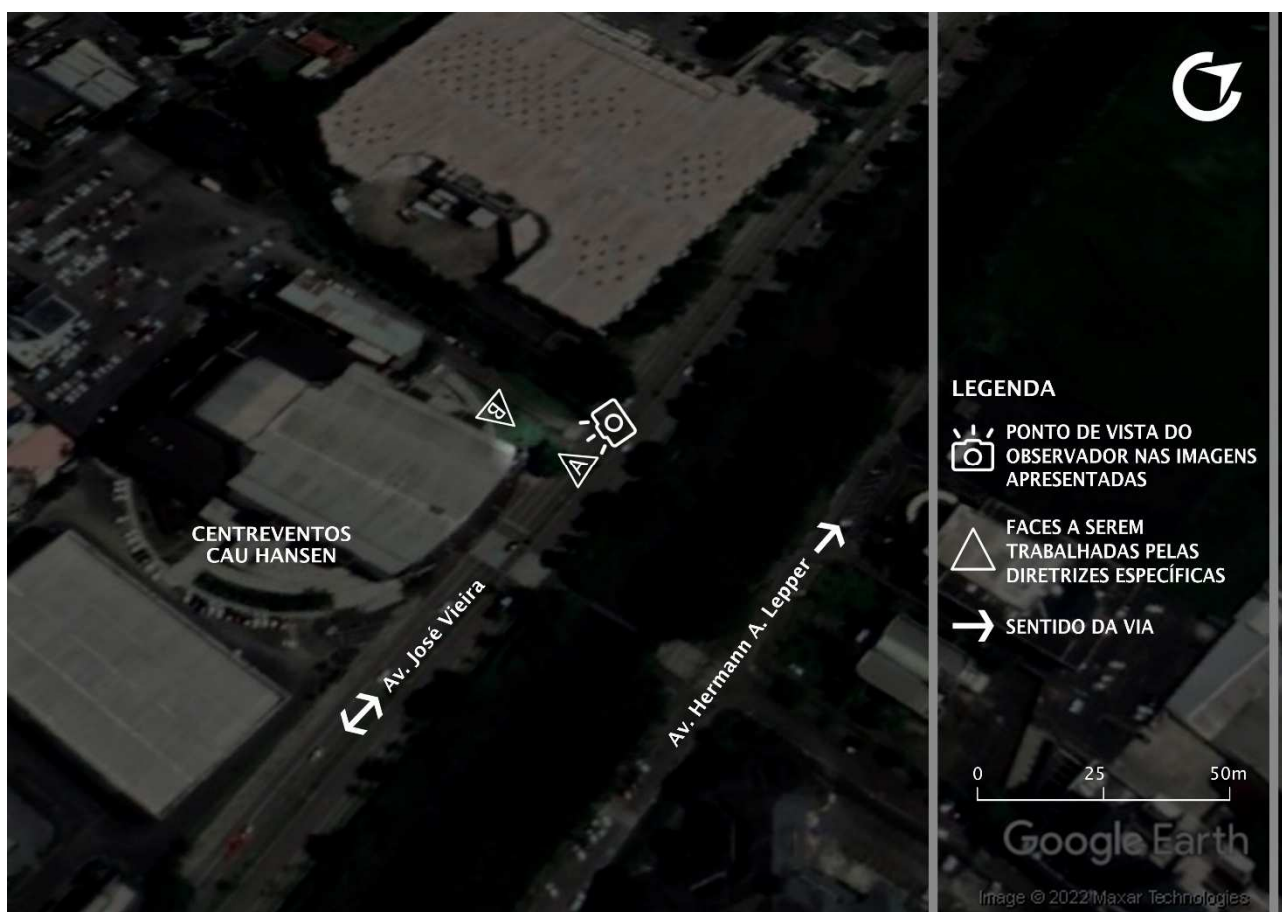 B
A
CENTREVENTOS
CAU HANSEN
Av. José Vieira
Av. Hermann A. Lepper
LEGENDA
PONTO DE VISTA DO
OBSERVADOR NAS IMAGENS
APRESENTADAS
FACES A SEREM
TRABALHADAS PELAS
DIRETRIZES ESPECÍFICAS
SENTIDO DA VIA
0 25 50m
Google Earth
Image © 2022 Maxar Technologies